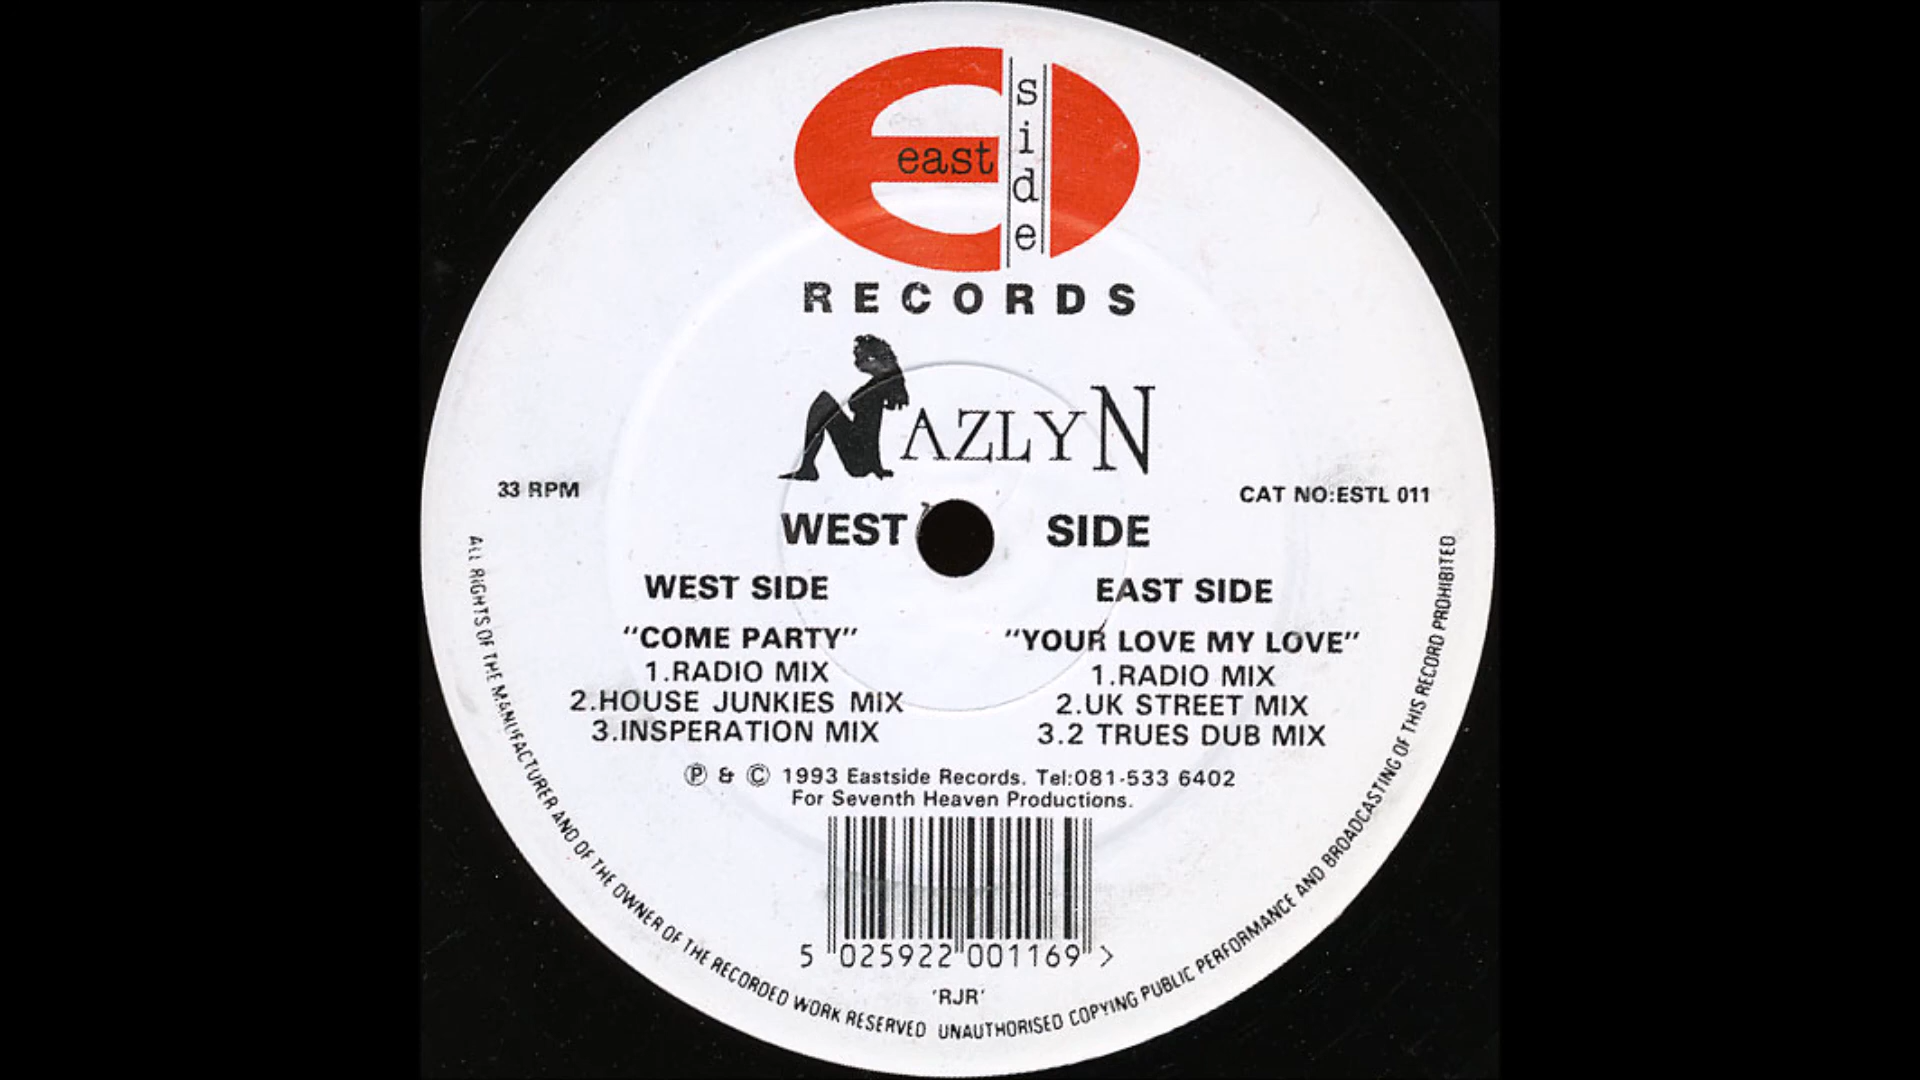 east
side
RECORDS
NAZLYN
33 RPM
CAT NO:ESTL 011
WEST SIDE
WEST SIDE
"COME PARTY"
1.RADIO MIX
2.HOUSE JUNKIES MIX
3.INSPERATION MIX
EAST SIDE
"YOUR LOVE MY LOVE"
1.RADIO MIX
2.UK STREET MIX
3.2 TRUES DUB MIX
Ⓟ & © 1993 Eastside Records. Tel:081-533 6402
For Seventh Heaven Productions.
5 025922 001169 >
'RJR'
ALL RIGHTS OF THE MANUFACTURER AND OF THE OWNER OF THE RECORDED WORK RESERVED UNAUTHORISED COPYING PUBLIC PERFORMANCE AND BROADCASTING OF THIS RECORD PROHIBITED